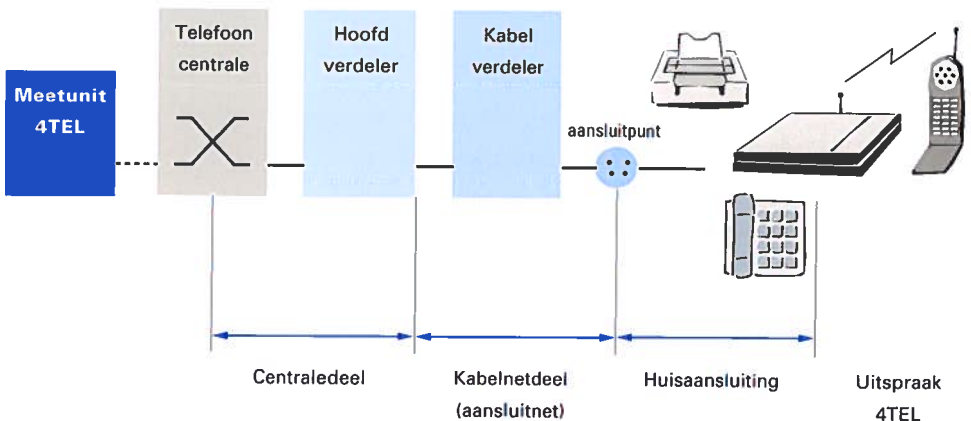 Meetunit
4TEL
Telefoon
centrale
Hoofd
verdeler
Kabel
verdeler
aansluitpunt
Centraledeel
Kabelnetdeel
(aansluitnet)
Huisaansluiting
Uitspraak
4TEL